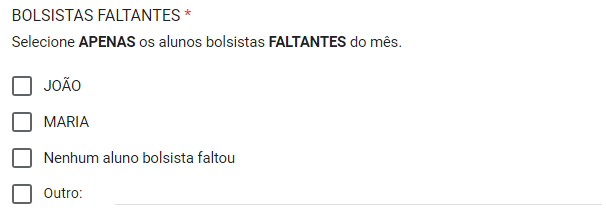 BOLSISTAS FALTANTES *
Selecione APENAS os alunos bolsistas FALTANTES do mês.
JOÃO
MARIA
Nenhum aluno bolsista faltou
Outro: